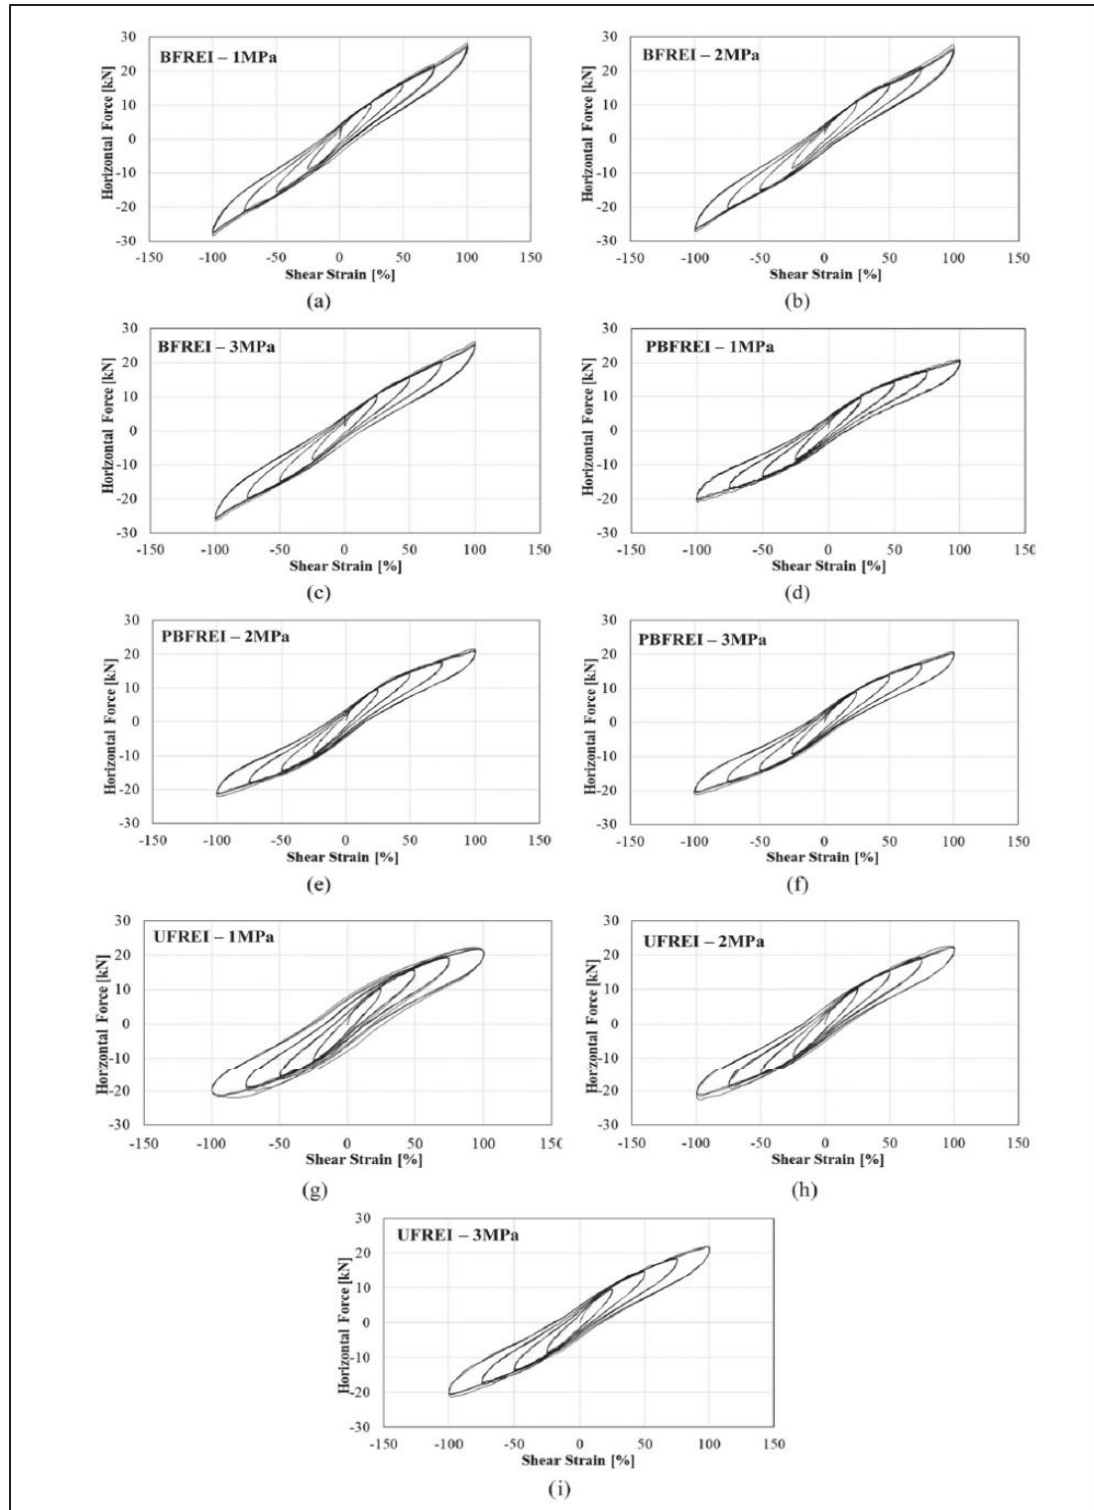 BFREI – 1MPa
Horizontal Force [kN]
30
20
10
0
-10
-20
-30
-150 -100 -50 0 50 100 150
Shear Strain [%]
(a)
BFREI – 2MPa
Horizontal Force [kN]
30
20
10
0
-10
-20
-30
-150 -100 -50 0 50 100 150
Shear Strain [%]
(b)
BFREI – 3MPa
Horizontal Force [kN]
30
20
10
0
-10
-20
-30
-150 -100 -50 0 50 100 150
Shear Strain [%]
(c)
PBFREI – 1MPa
Horizontal Force [kN]
30
20
10
0
-10
-20
-30
-150 -100 -50 0 50 100 150
Shear Strain [%]
(d)
PBFREI – 2MPa
Horizontal Force [kN]
30
20
10
0
-10
-20
-30
-150 -100 -50 0 50 100 150
Shear Strain [%]
(e)
PBFREI – 3MPa
Horizontal Force [kN]
30
20
10
0
-10
-20
-30
-150 -100 -50 0 50 100 150
Shear Strain [%]
(f)
UFREI – 1MPa
Horizontal Force [kN]
30
20
10
0
-10
-20
-30
-150 -100 -50 0 50 100 150
Shear Strain [%]
(g)
UFREI – 2MPa
Horizontal Force [kN]
30
20
10
0
-10
-20
-30
-150 -100 -50 0 50 100 150
Shear Strain [%]
(h)
UFREI – 3MPa
Horizontal Force [kN]
30
20
10
0
-10
-20
-30
-150 -100 -50 0 50 100 150
Shear Strain [%]
(i)